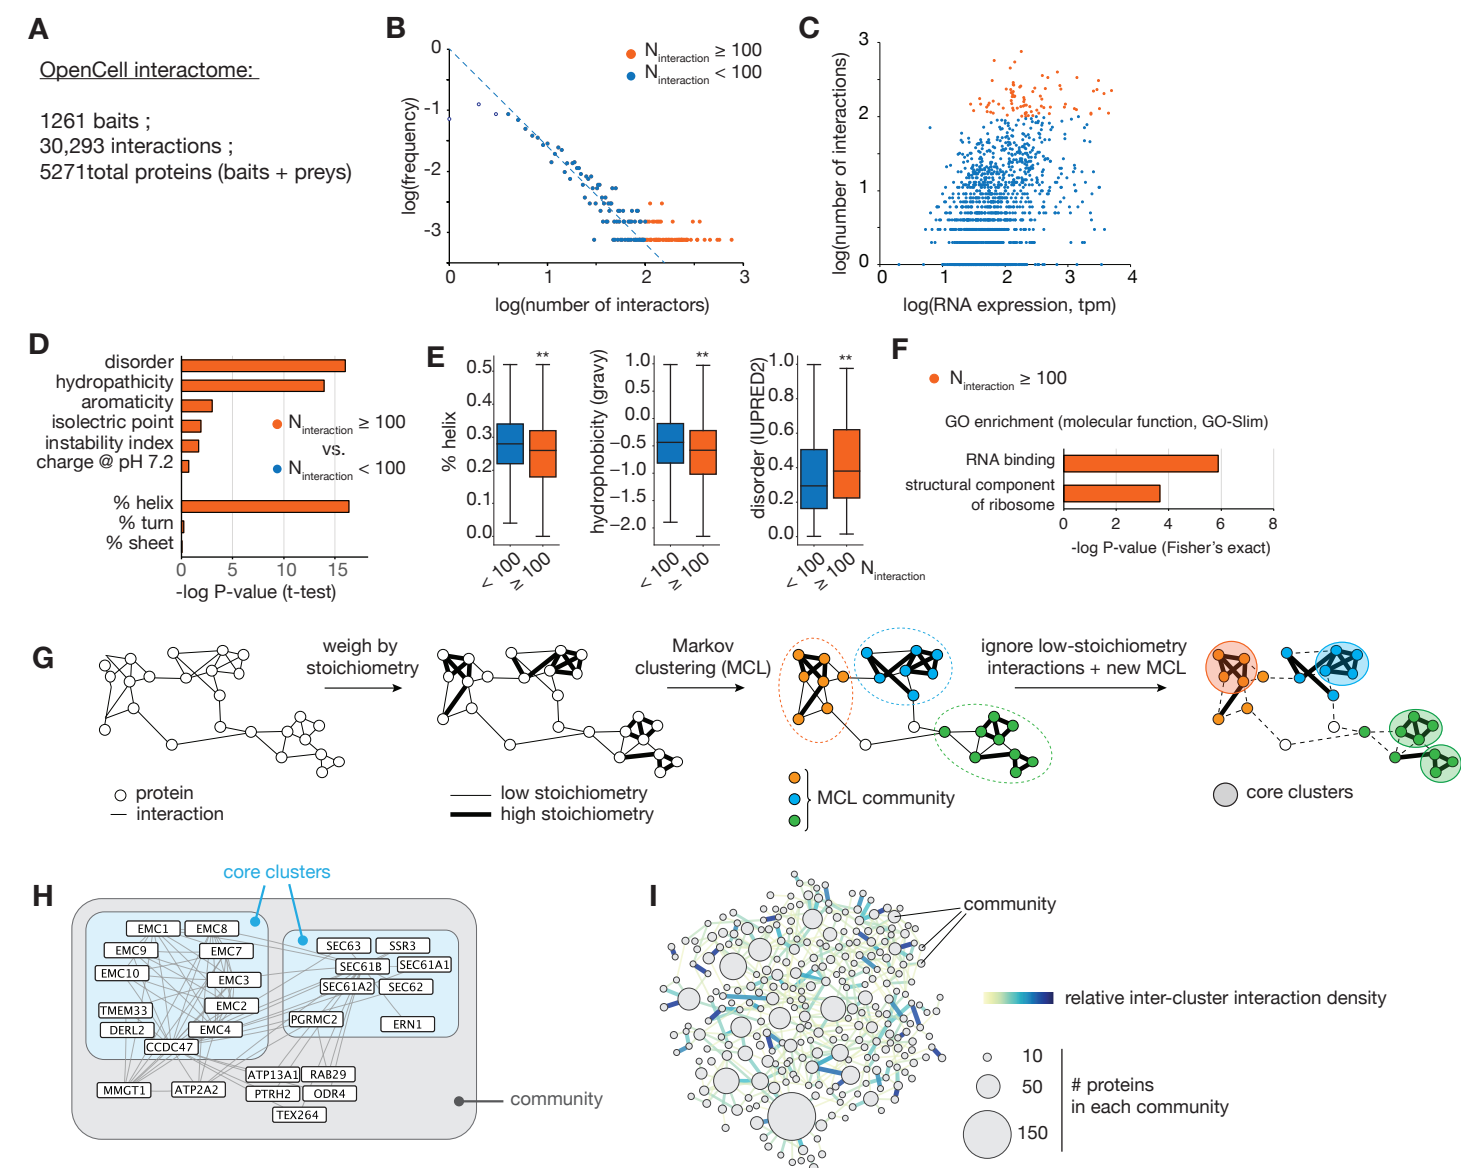 A
OpenCell interactome:
1261 baits ;
30,293 interactions ;
5271total proteins (baits + preys)
B
N interaction ≥ 100
N interaction < 100
log(frequency)
-0
-1
-2
-3
0 1 2 3
log(number of interactors)
C
log(number of interactions)
3
2
1
0
0 1 2 3 4
log(RNA expression, tpm)
D
disorder
hydropathicity
aromaticity
isolectric point
instability index
charge @ pH 7.2
% helix
% turn
% sheet
N interaction ≥ 100
vs.
N interaction < 100
0 5 10 15
-log P-value (t-test)
E
% helix
0.5
0.4
0.3
0.2
0.1
0.0
**
< 100
≥ 100
hydrophobicity (gravy)
1.0
0.5
0.0
−0.5
−1.0
−1.5
−2.0
**
< 100
≥ 100
disorder (IUPRED2)
1.0
0.8
0.6
0.4
0.2
0.0
**
< 100
≥ 100
N interaction
F
N interaction ≥ 100
GO enrichment (molecular function, GO-Slim)
RNA binding
structural component
of ribosome
0 2 4 6 8
-log P-value (Fisher's exact)
G
weigh by
stoichiometry
Markov
clustering (MCL)
ignore low-stoichiometry
interactions + new MCL
protein
interaction
low stoichiometry
high stoichiometry
MCL community
core clusters
H
core clusters
EMC1
EMC8
EMC9
EMC7
EMC10
EMC3
TMEM33
EMC2
DERL2
EMC4
CCDC47
SEC63
SSR3
SEC61B
SEC61A1
SEC61A2
SEC62
PGRMC2
ERN1
MMGT1
ATP2A2
ATP13A1
RAB29
PTRH2
ODR4
TEX264
community
I
community
relative inter-cluster interaction density
10
50
150
# proteins
in each community